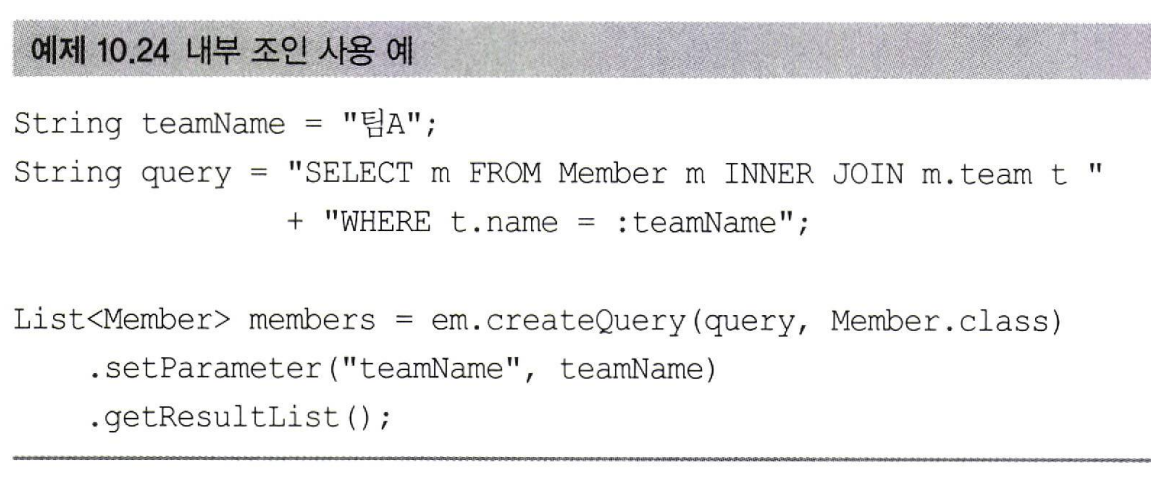 예제 10.24 내부 조인 사용 예
String teamName = "팀A";
String query = "SELECT m FROM Member m INNER JOIN m.team t "
+ "WHERE t.name = :teamName";
List<Member> members = em.createQuery(query, Member.class)
.setParameter("teamName", teamName)
.getResultList();